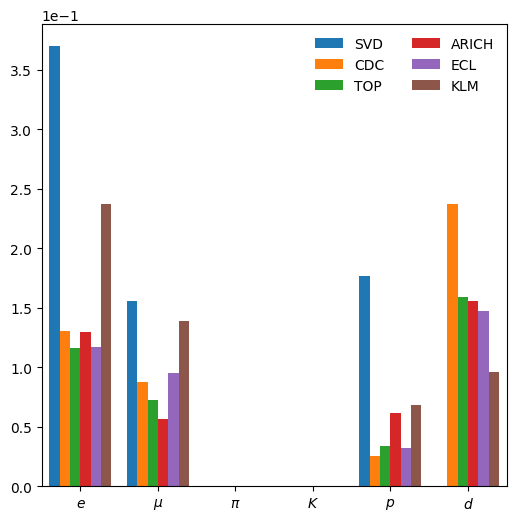 1e−1
3.5
3.0
2.5
2.0
1.5
1.0
0.5
0.0
SVD
CDC
TOP
ARICH
ECL
KLM
e μ π K p d